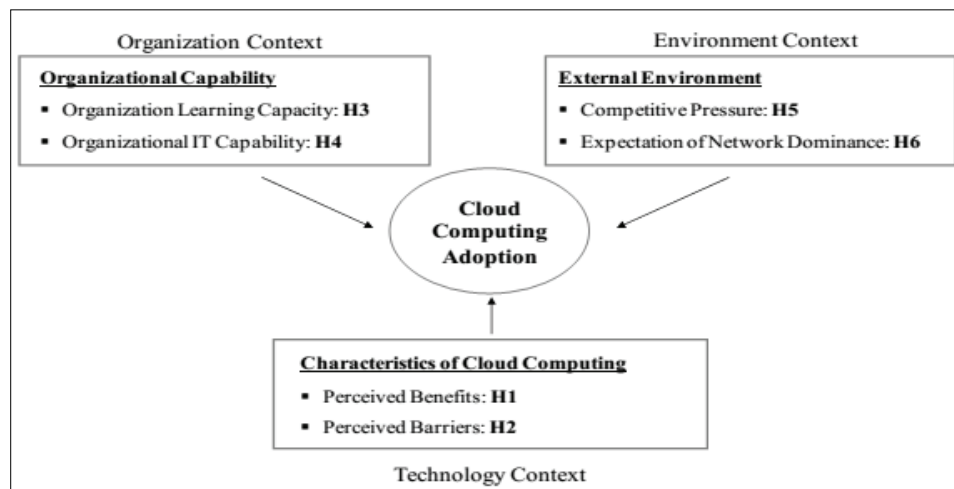 Organization Context
Organizational Capability
▪ Organization Learning Capacity: H3
▪ Organizational IT Capability: H4
Environment Context
External Environment
▪ Competitive Pressure: H5
▪ Expectation of Network Dominance: H6
Cloud
Computing
Adoption
Characteristics of Cloud Computing
▪ Perceived Benefits: H1
▪ Perceived Barriers: H2
Technology Context